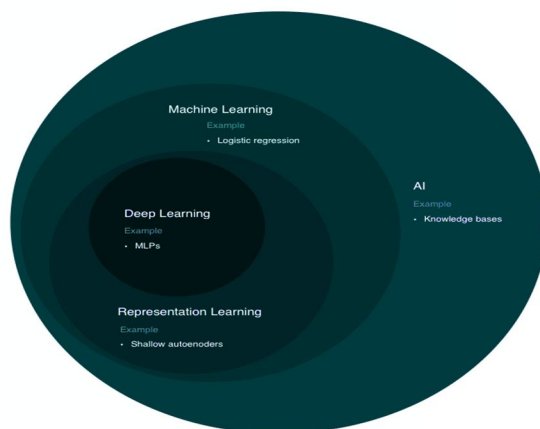 Machine Learning
Example
• Logistic regression
AI
Example
• Knowledge bases
Deep Learning
Example
• MLPs
Representation Learning
Example
• Shallow autoenoders